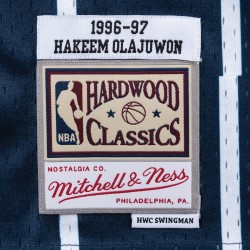 1996-97
HAKEEM OLAJUWON
HARDWOOD
NBA
CLASSICS
NOSTALGIA CO.
Mitchell & Ness
PHILADELPHIA, PA.
HWC SWINGMAN